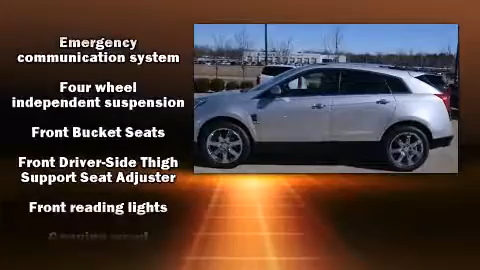 Emergency
communication system
Four wheel
independent suspension
Front Bucket Seats
Front Driver-Side Thigh
Support Seat Adjuster
Front reading lights